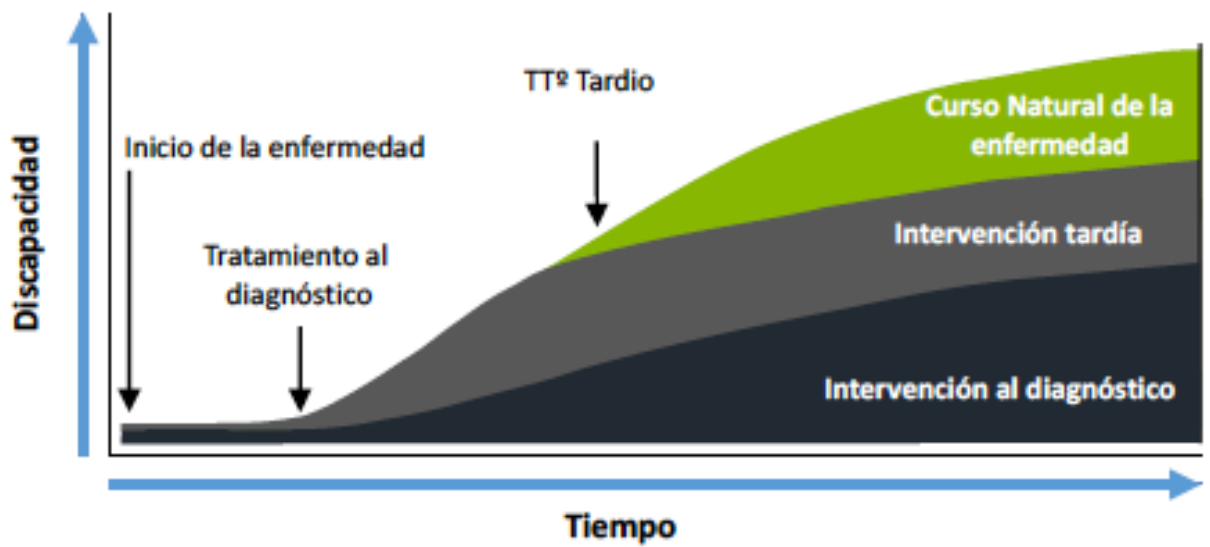 TTº Tardio
Curso Natural de la
enfermedad
Inicio de la enfermedad
Discapacidad
Intervención tardía
Tratamiento al
diagnóstico
Intervención al diagnóstico
Tiempo